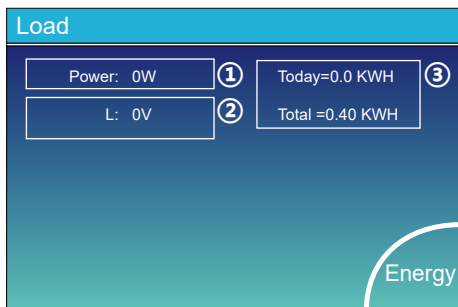 Load
Power: 0W ①
L: 0V ②
Today=0.0 KWH ③
Total =0.40 KWH
Energy